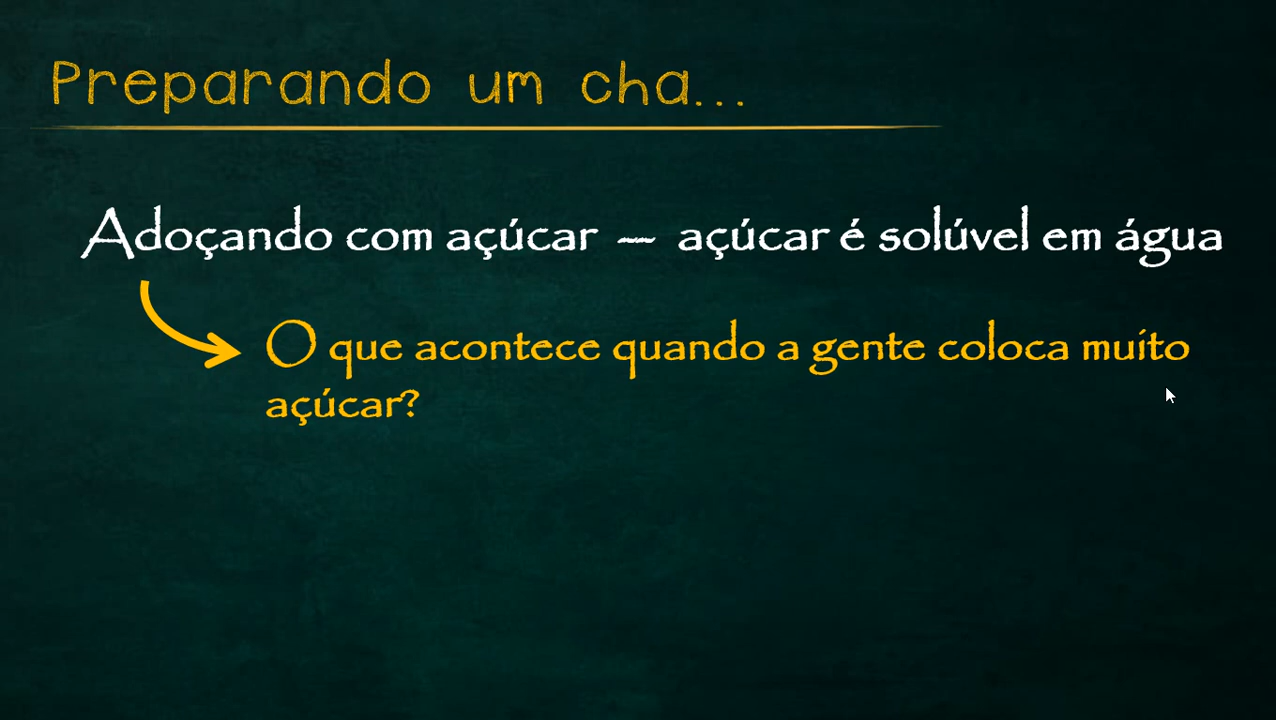 Preparando um cha...
Adoçando com açúcar — açúcar é solúvel em água
O que acontece quando a gente coloca muito
açúcar?